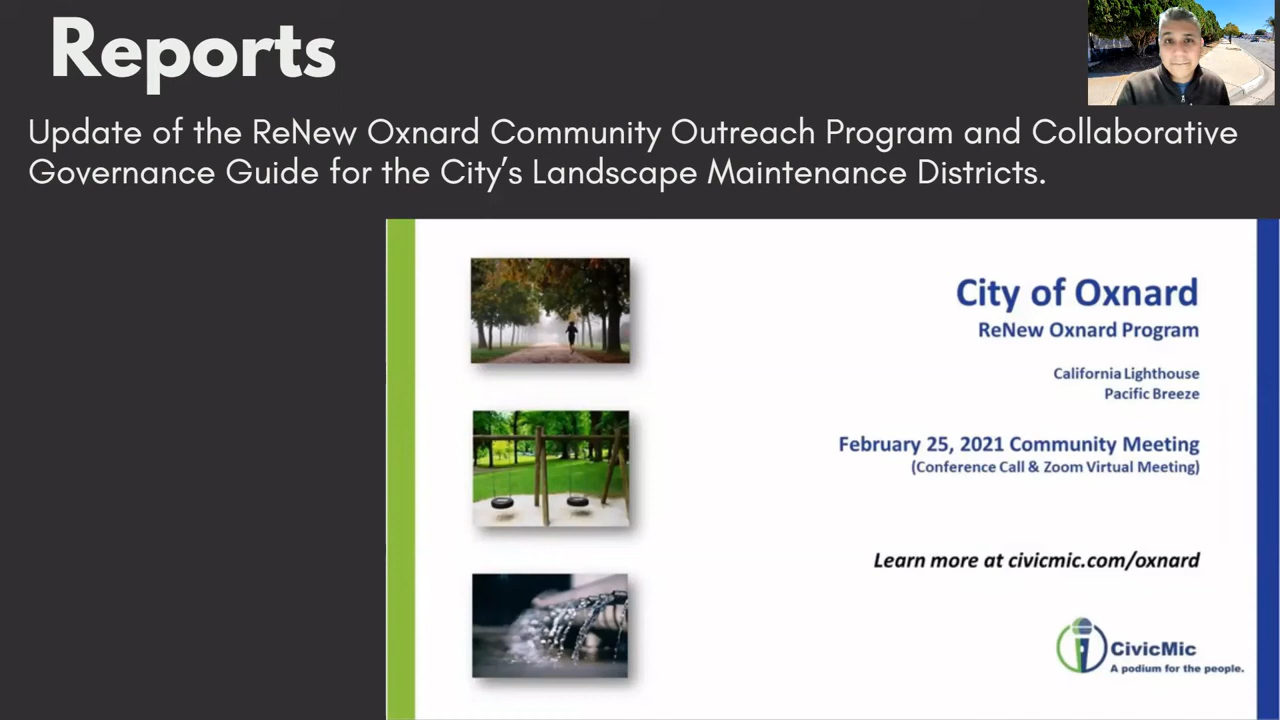 Reports
Update of the ReNew Oxnard Community Outreach Program and Collaborative
Governance Guide for the City’s Landscape Maintenance Districts.
City of Oxnard
ReNew Oxnard Program
California Lighthouse
Pacific Breeze
February 25, 2021 Community Meeting
(Conference Call & Zoom Virtual Meeting)
Learn more at civicmic.com/oxnard
CivicMic
A podium for the people.